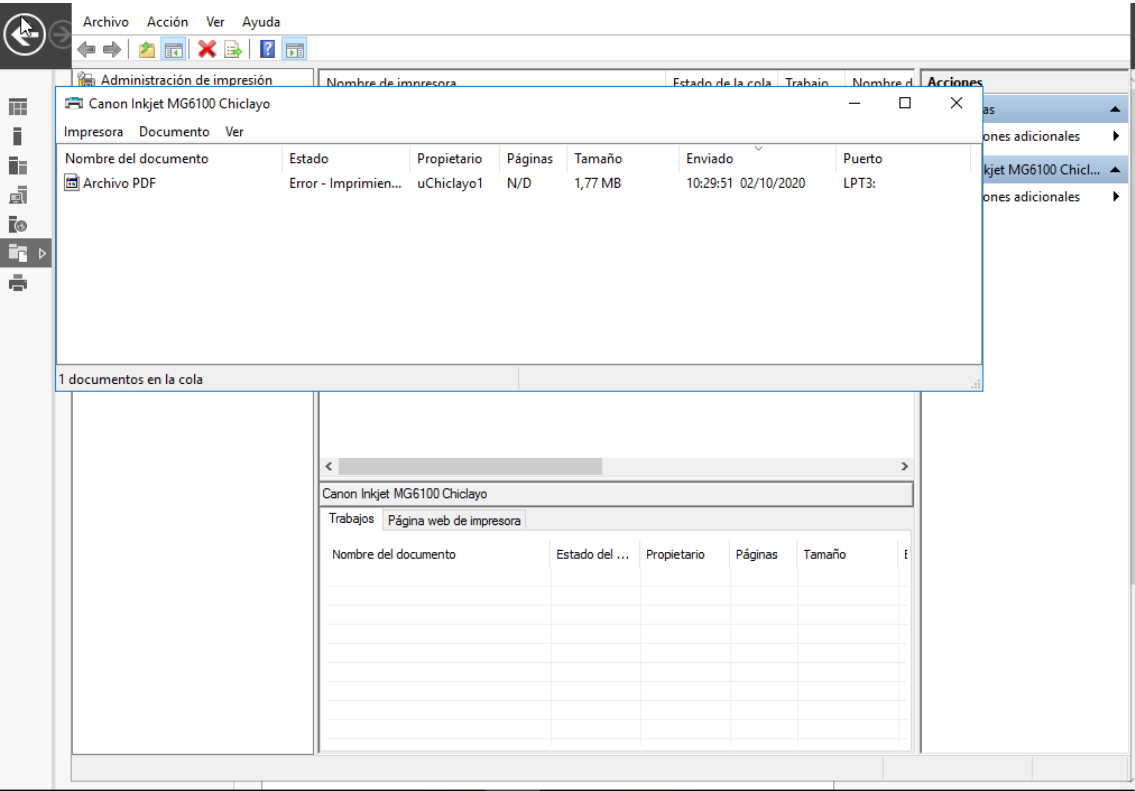 Archivo Acción Ver Ayuda
Administración de impresión
Nombre de impresora Estado de la cola Trabajo Nombre d Acciones
Canon Inkjet MG6100 Chiclayo
as
Impresora Documento Ver
ones adicionales
Nombre del documento Estado Propietario Páginas Tamaño Enviado Puerto
kjet MG6100 Chicl...
Archivo PDF Error - Imprimien... uChiclayo1 N/D 1,77 MB 10:29:51 02/10/2020 LPT3:
ones adicionales
1 documentos en la cola
Canon Inkjet MG6100 Chiclayo
Trabajos Página web de impresora
Nombre del documento Estado del ... Propietario Páginas Tamaño E